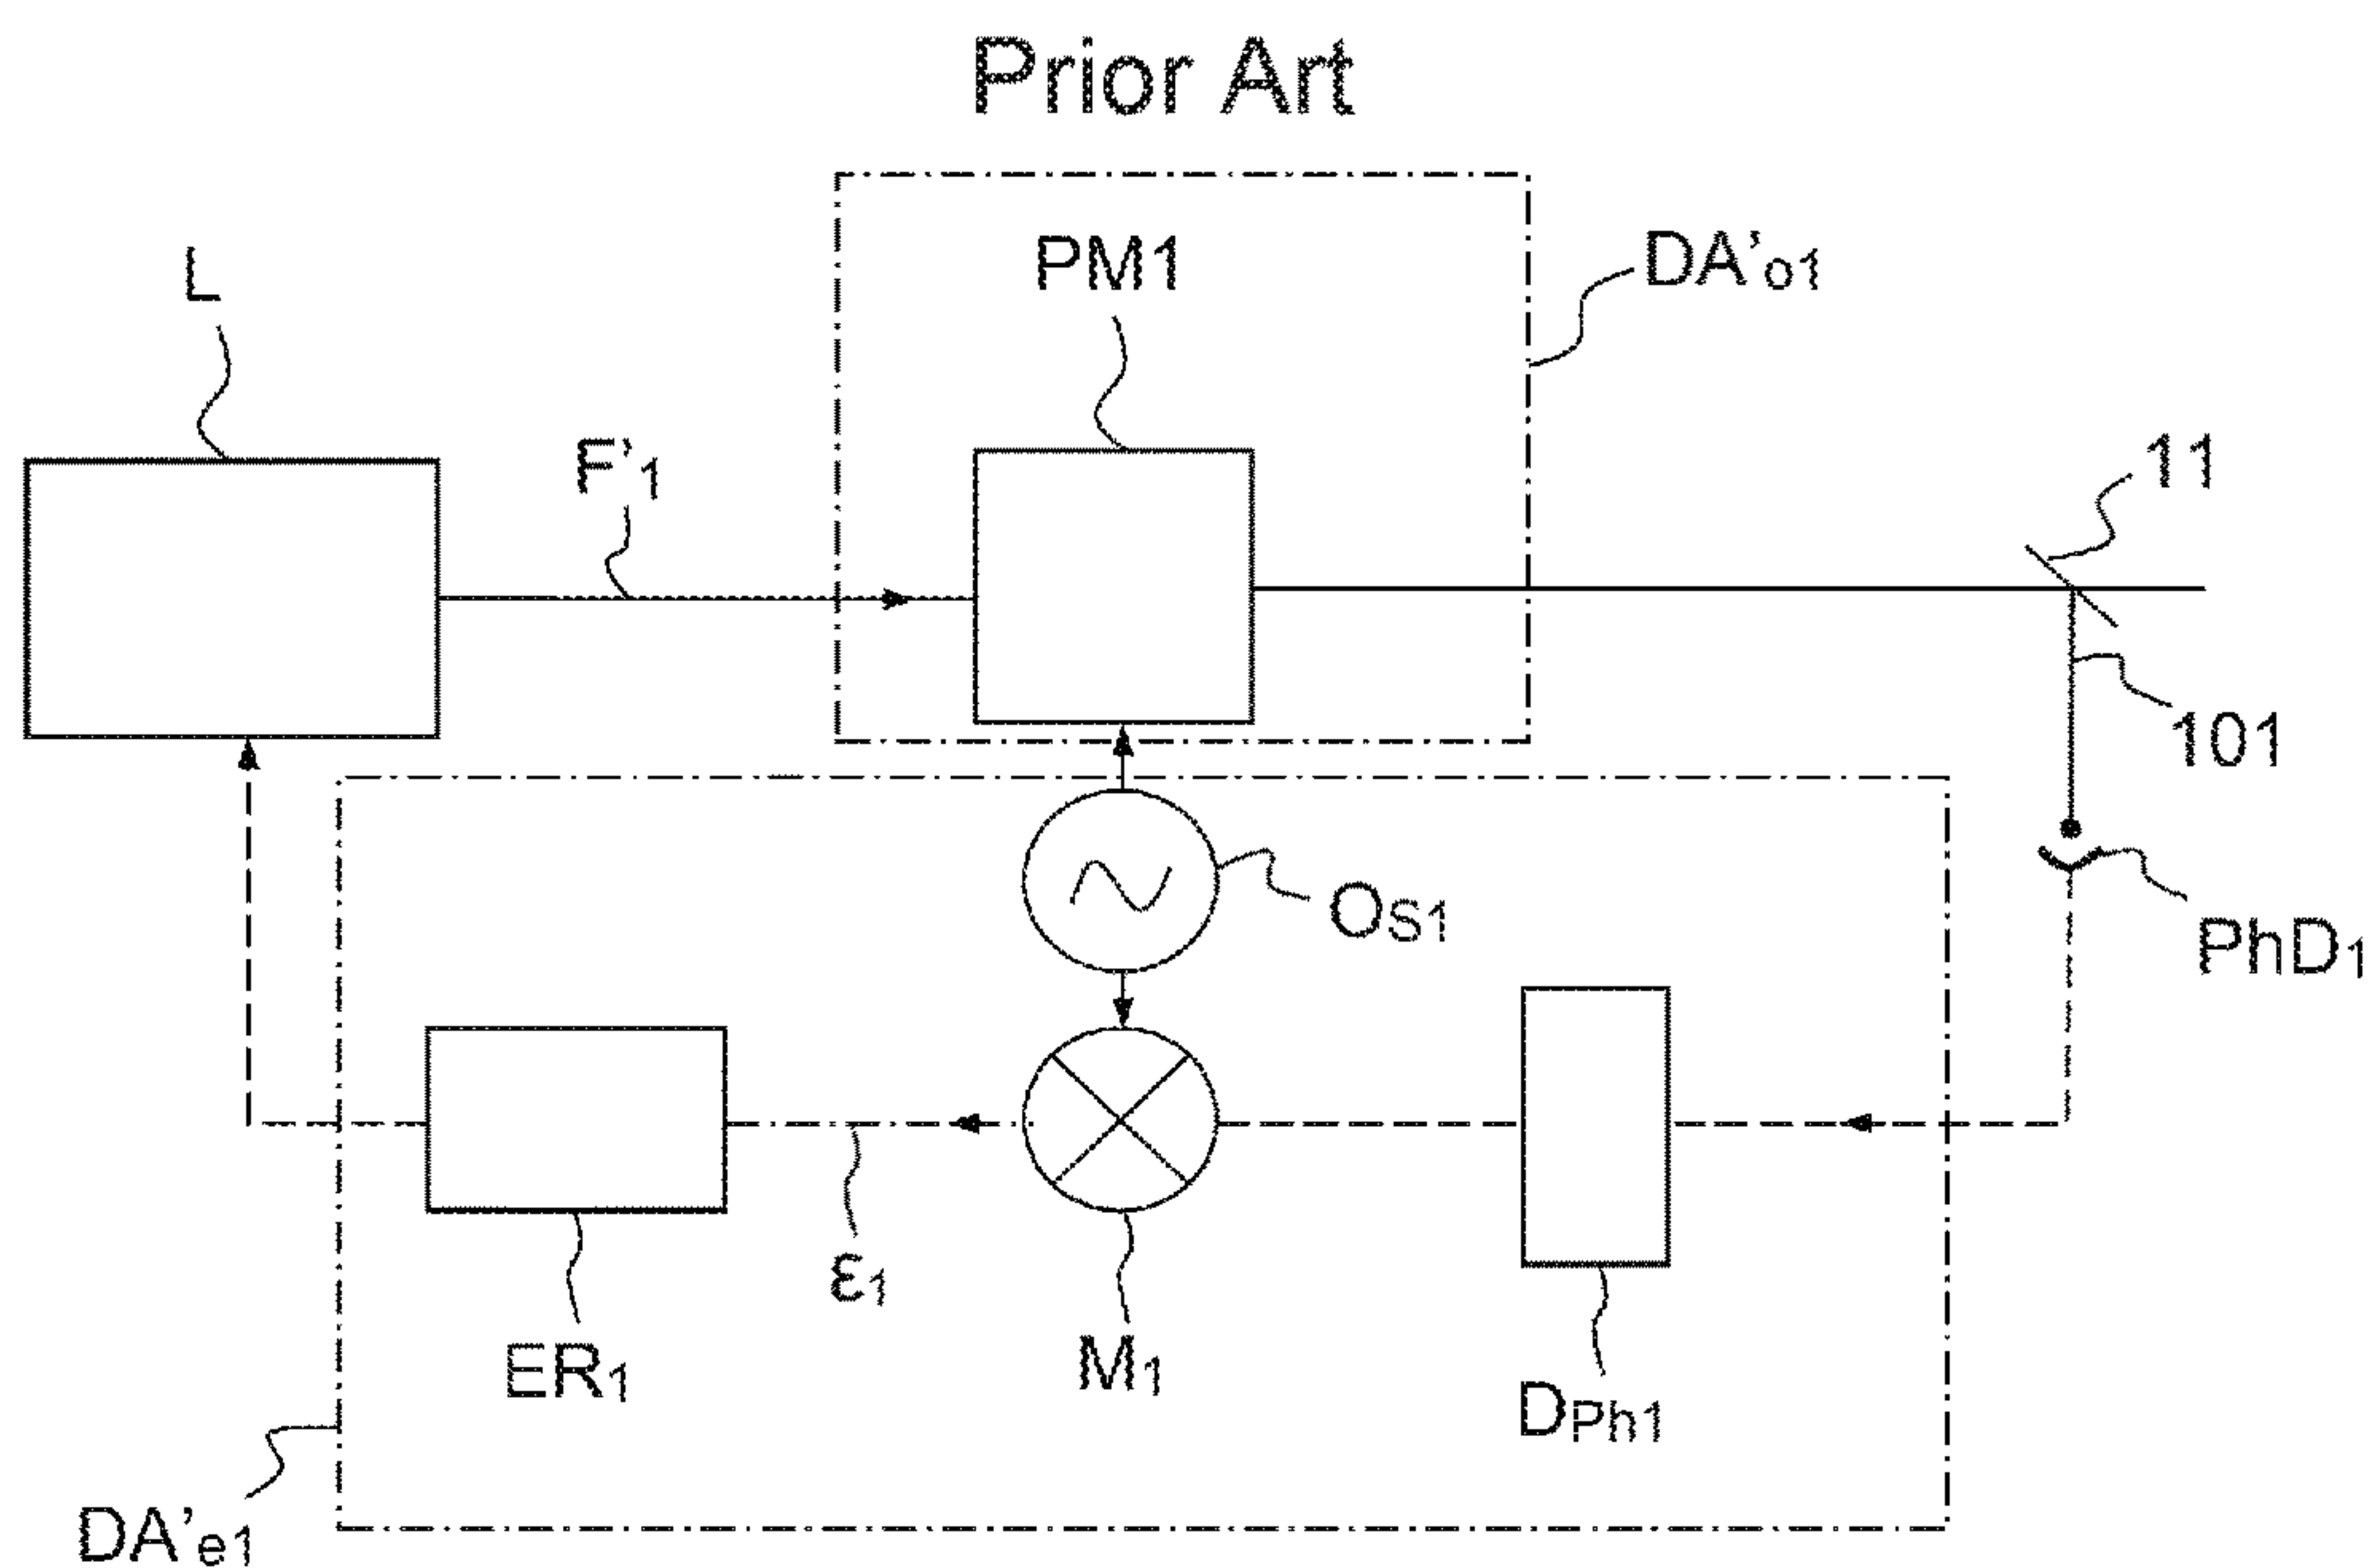 Prior Art
L
PM1
DA’o1
F’1
11
101
OS1
PhD1
ε1
ER1
M1
DPh1
DA’e1